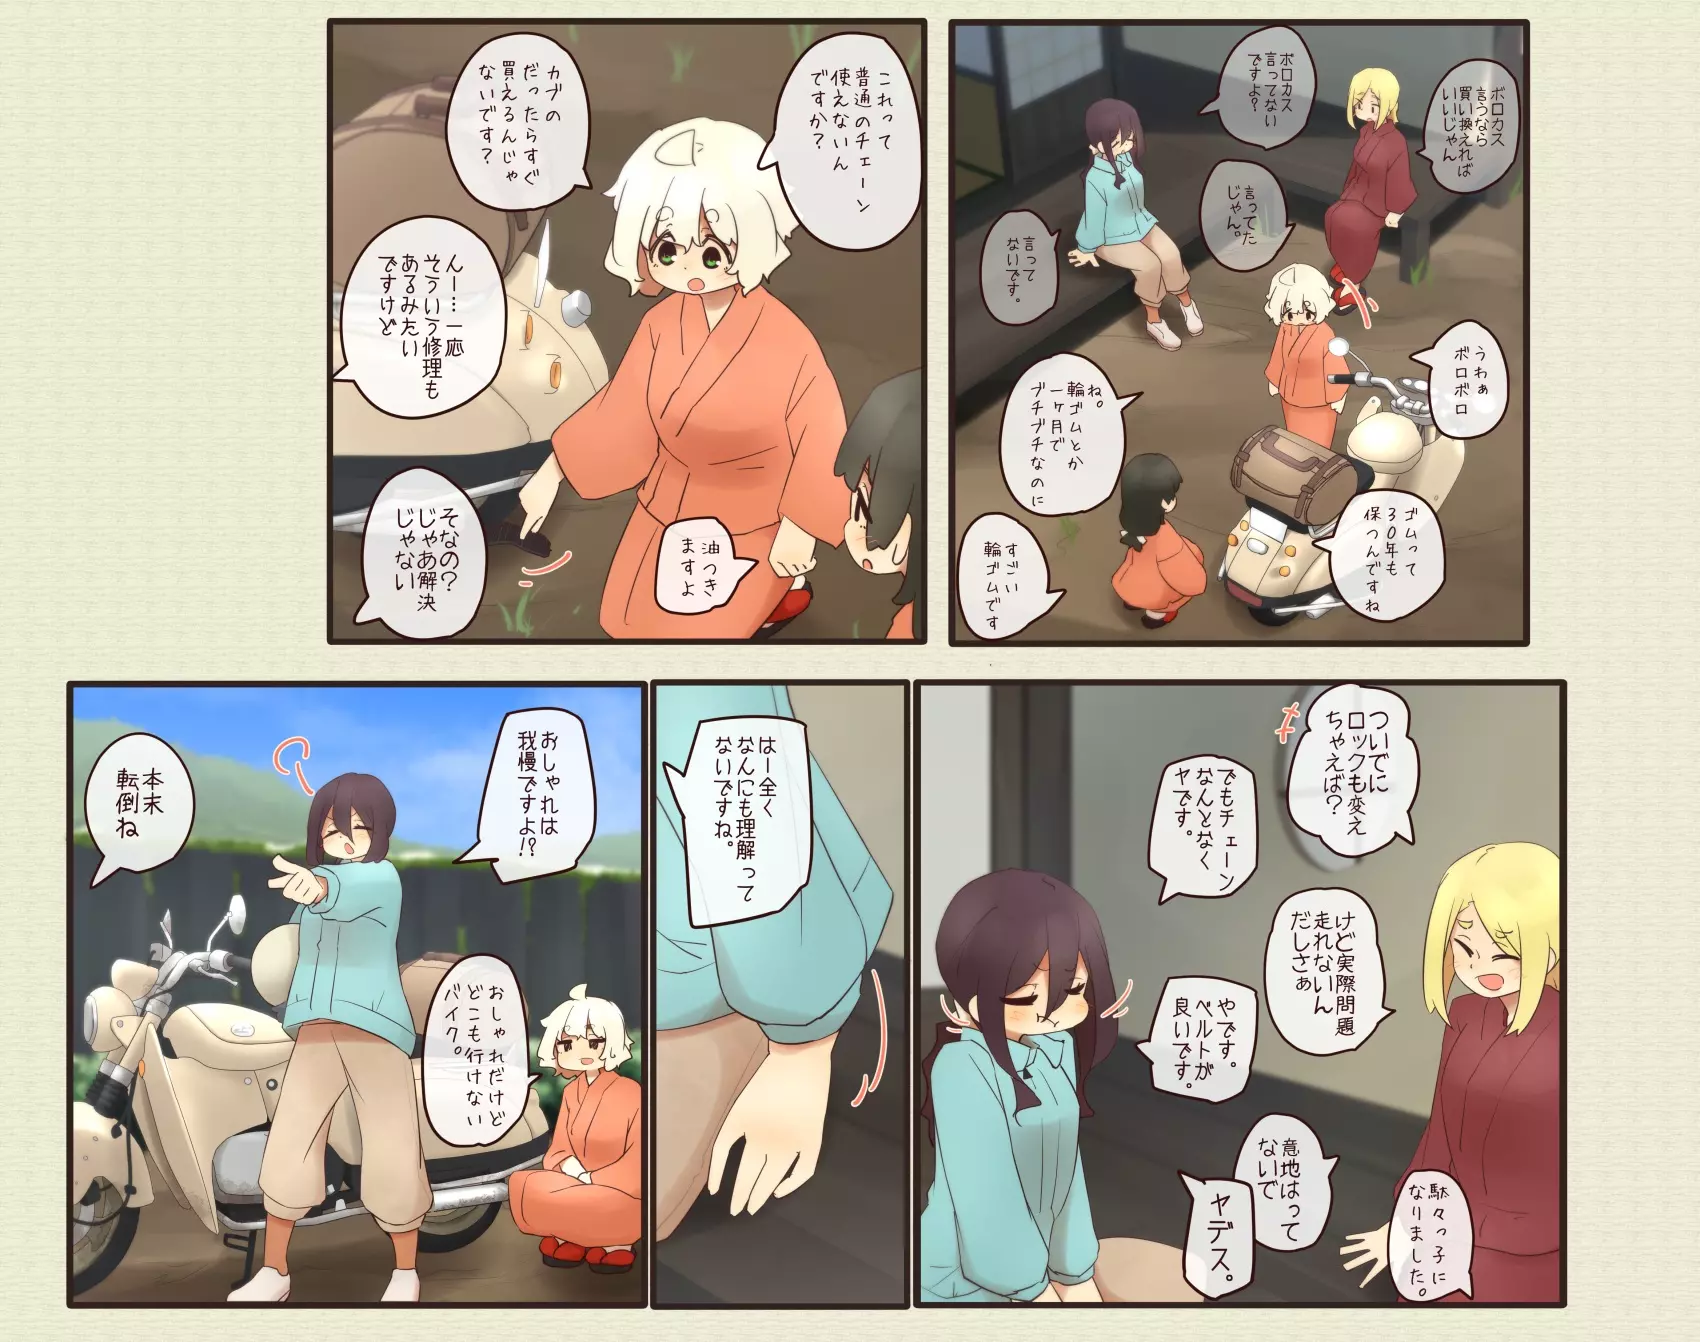 ボロカス
言うなら
買い換えれば
いいじゃん
ボロカス
言ってない
ですよ？
言ってた
じゃん。
言って
ないです。
うわぁ
ボロボロ
ね。
輪ゴムとか
一ヶ月で
ブチブチなのに
ゴムって
30年も
保つんですね
すごい
輪ゴムです
これって
普通のチェーン
使えないん
ですか？
カブの
だったらすぐ
買えるんじゃ
ないです？
んー…一応
そういう修理も
あるみたい
ですけど
油つき
ますよ
そなの？
じゃあ解決
じゃない
ついでに
ロックも変え
ちゃえば？
でもチェーン
なんとなく
ヤです。
けど実際問題
走れないん
だしさぁ
やです。
ベルトが
良いです。
意地はって
ないで
ヤデス。
駄々っ子に
なりました。
はー全く
なんにも理解って
ないですね。
おしゃれは
我慢ですよ!?
本末
転倒ね
おしゃれだけど
どこも行けない
バイク。